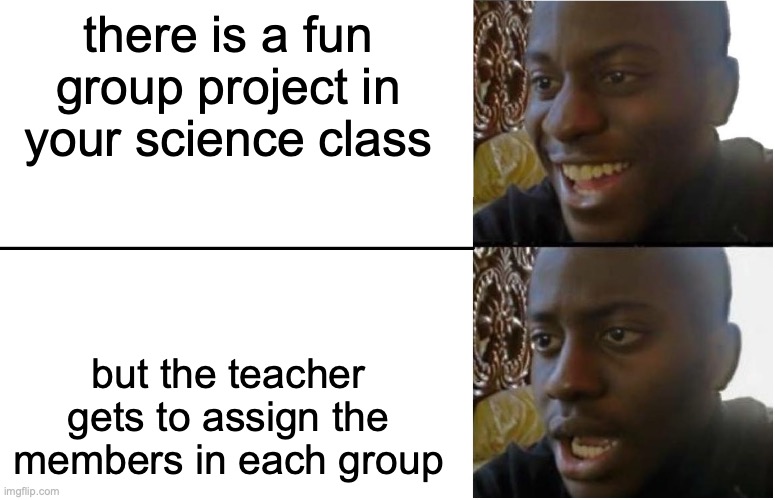 there is a fun
group project in
your science class
but the teacher
gets to assign the
members in each group
imgflip.com